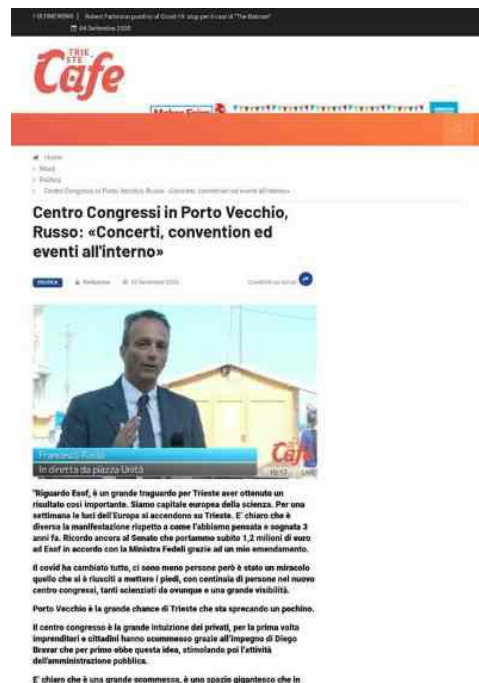 Robert Pattinson positivo al Covid-19: stop per il cast di "The Batman"
04 Settembre 2020
TRIE
STE
Cafe
Home
News
Politica
Centro Congressi in Porto Vecchio, Russo: «Concerti, convention ed eventi all'interno»
Centro Congressi in Porto Vecchio,
Russo: «Concerti, convention ed
eventi all'interno»
POLITICA Redazione Settembre 2020
Francesco Russo
In diretta da piazza Unità
Cafe
"Riguardo Esof, è un grande traguardo per Trieste aver ottenuto un
risultato così importante. Siamo capitale europea della scienza. Per una
settimana le luci dell'Europa si accendono su Trieste. E' chiaro che è
diversa la manifestazione rispetto a come l'abbiamo pensata e sognata 3
anni fa. Ricordo ancora al Senato che portammo subito 1,2 milioni di euro
ad Esof in accordo con la Ministra Fedeli grazie ad un mio emendamento.
Il covid ha cambiato tutto, ci sono meno persone però è stato un miracolo
quello che si è riusciti a mettere i piedi, con centinaia di persone nel nuovo
centro congressi, tanti scienziati da ovunque e una grande visibilità.
Porto Vecchio è la grande chance di Trieste che sta sprecando un pochino.
Il centro congresso è la grande intuizione dei privati, per la prima volta
imprenditori e cittadini hanno scommesso grazie all'impegno di Diego
Bravar che per primo ebbe questa idea, stimolando poi l'attività
dell'amministrazione pubblica.
E' chiaro che è una grande scommessa, è uno spazio gigantesco che in